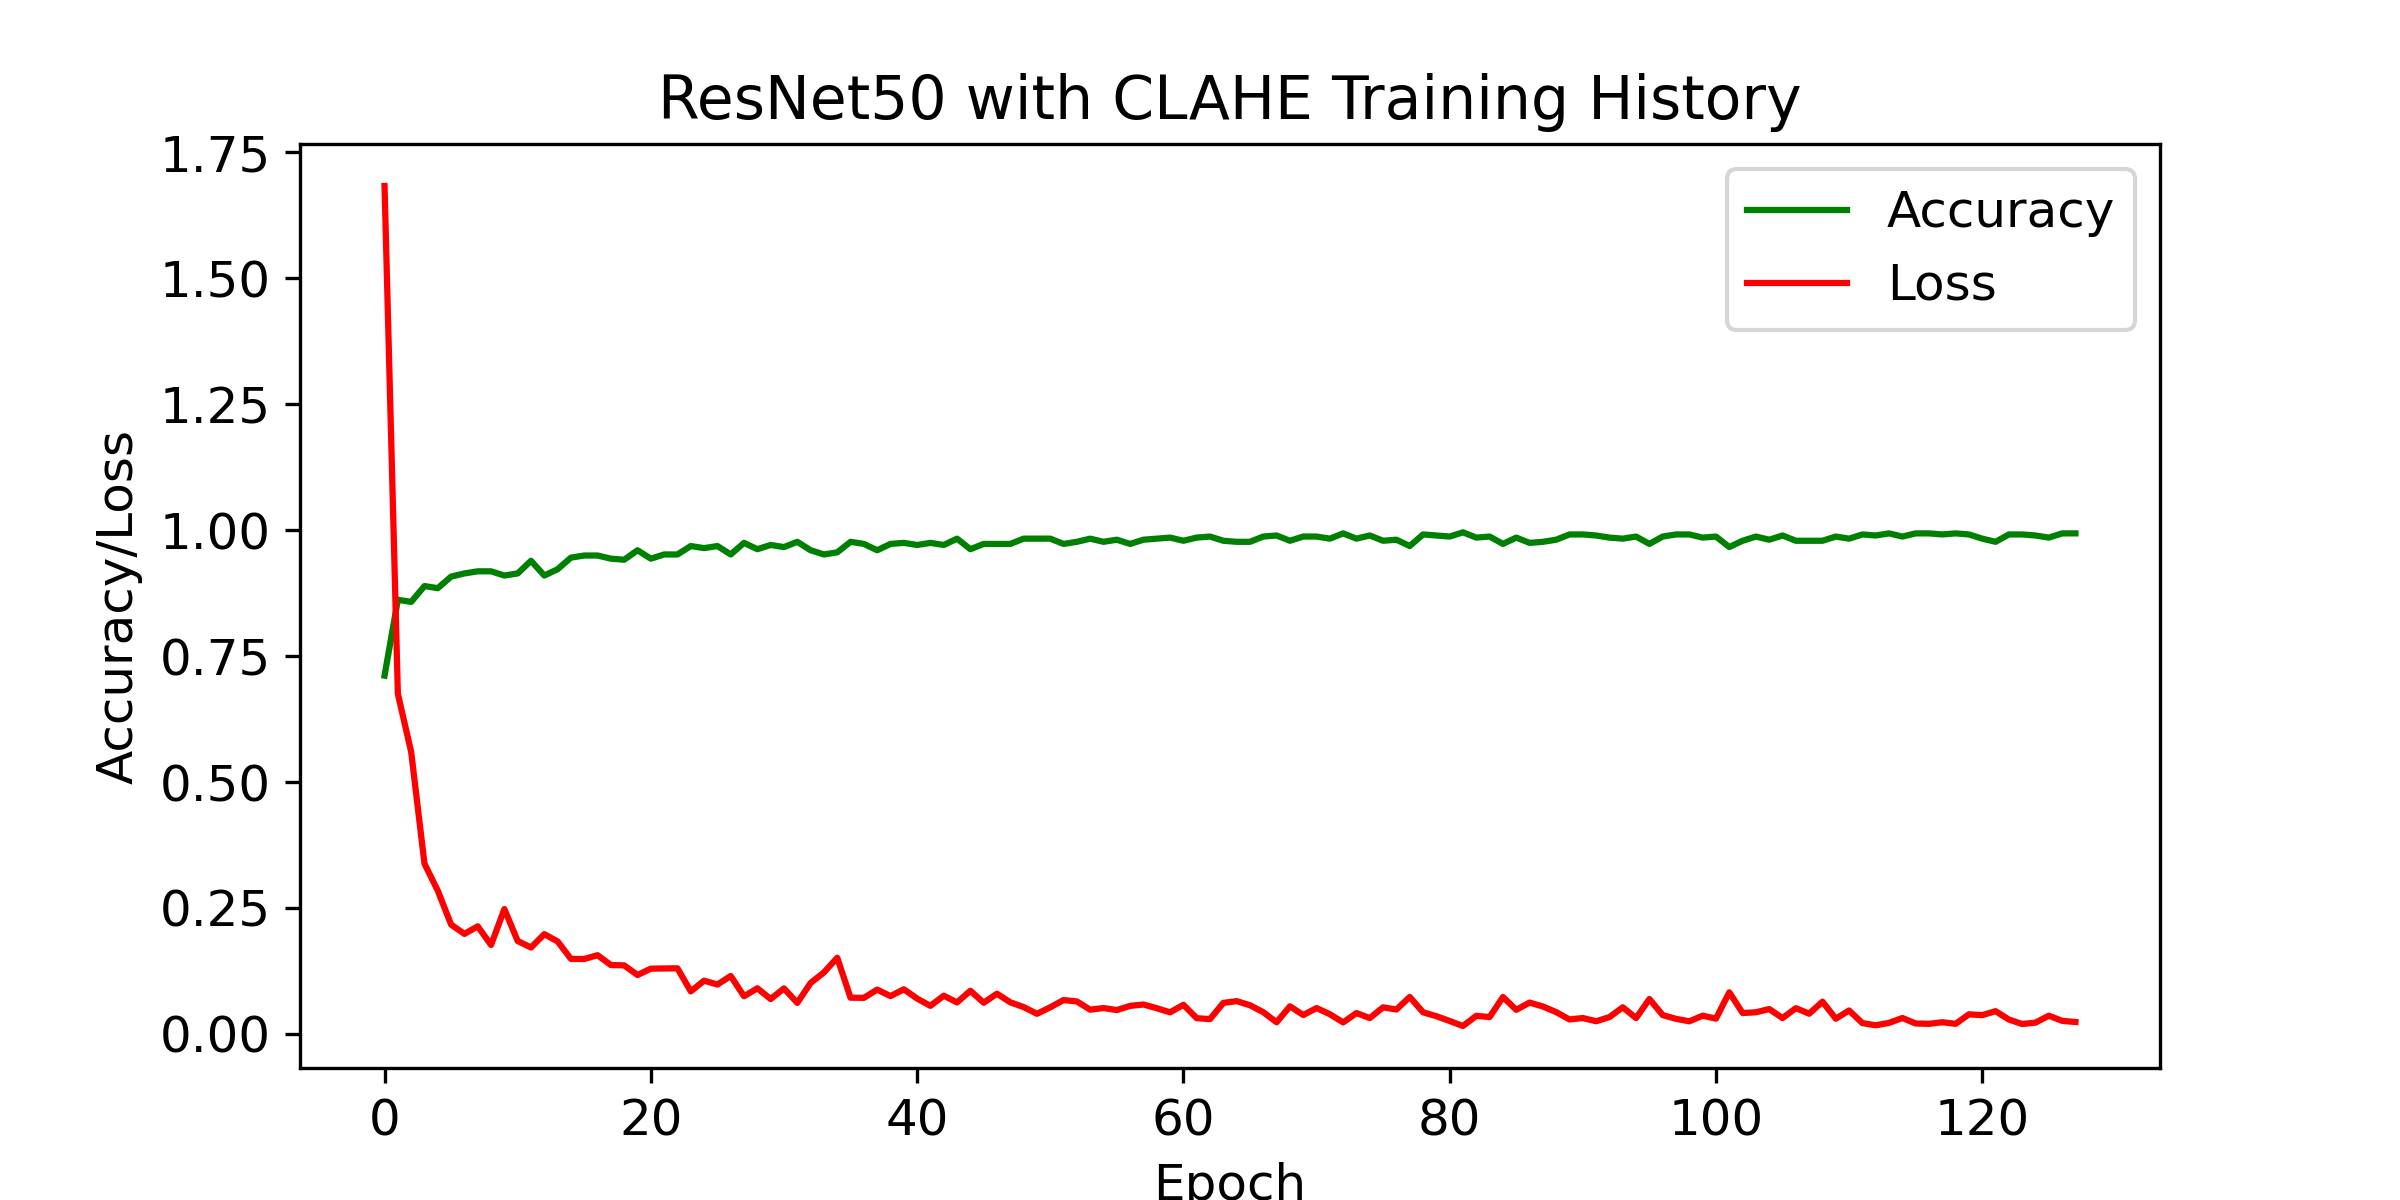 ResNet50 with CLAHE Training History
1.75
1.50
1.25
1.00
0.75
0.50
0.25
0.00
Accuracy/Loss
Accuracy
Loss
0 20 40 60 80 100 120
Epoch